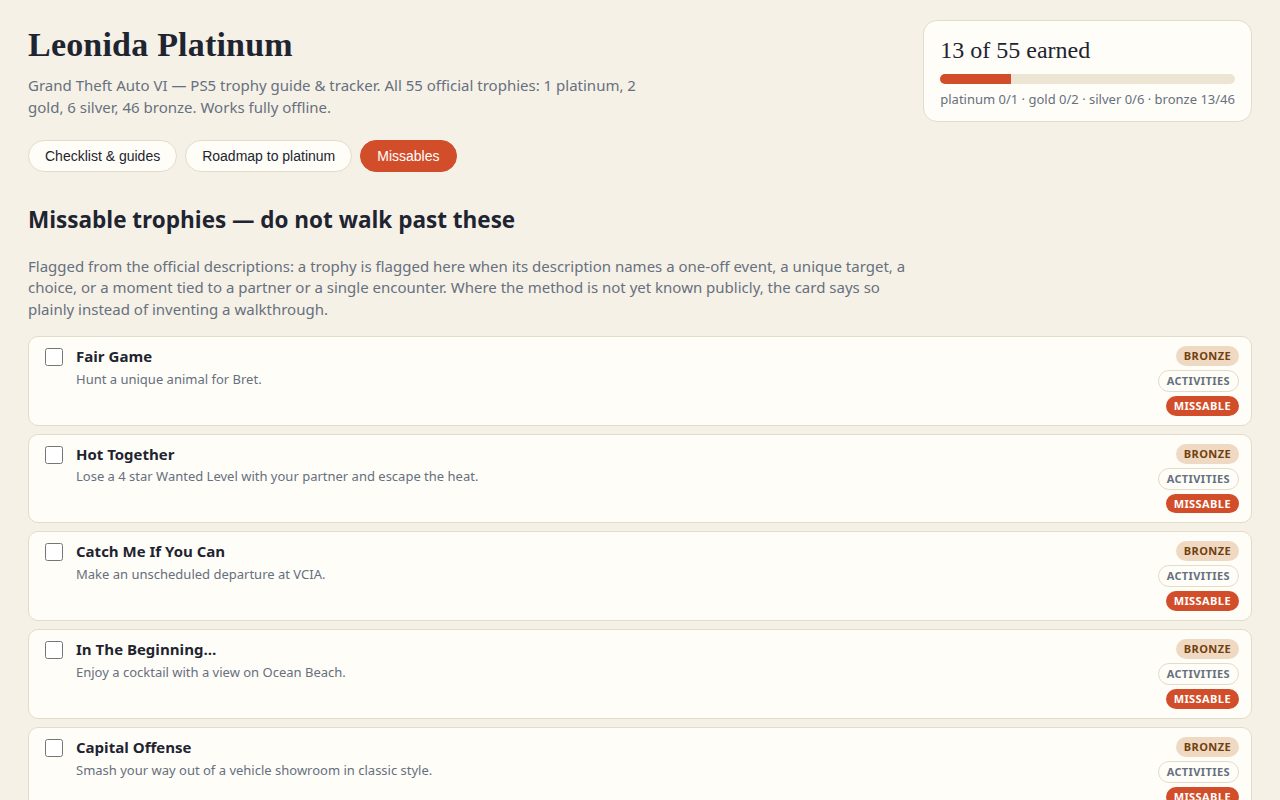 Leonida Platinum
Grand Theft Auto VI — PS5 trophy guide & tracker. All 55 official trophies: 1 platinum, 2
gold, 6 silver, 46 bronze. Works fully offline.
13 of 55 earned
platinum 0/1 · gold 0/2 · silver 0/6 · bronze 13/46
Checklist & guides
Roadmap to platinum
Missables
Missable trophies — do not walk past these
Flagged from the official descriptions: a trophy is flagged here when its description names a one-off event, a unique target, a
choice, or a moment tied to a partner or a single encounter. Where the method is not yet known publicly, the card says so
plainly instead of inventing a walkthrough.
Fair Game
Hunt a unique animal for Bret.
BRONZE
ACTIVITIES
MISSABLE
Hot Together
Lose a 4 star Wanted Level with your partner and escape the heat.
BRONZE
ACTIVITIES
MISSABLE
Catch Me If You Can
Make an unscheduled departure at VCIA.
BRONZE
ACTIVITIES
MISSABLE
In The Beginning...
Enjoy a cocktail with a view on Ocean Beach.
BRONZE
ACTIVITIES
MISSABLE
Capital Offense
Smash your way out of a vehicle showroom in classic style.
BRONZE
ACTIVITIES
MISSABLE